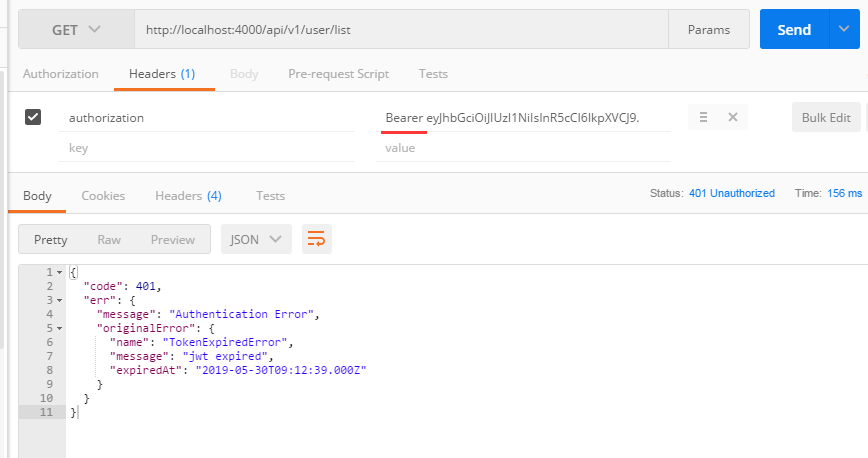 GET http://localhost:4000/api/v1/user/list Params Send
Authorization Headers (1) Body Pre-request Script Tests
authorization Bearer eyJhbGciOiJIUzI1NiIsInR5cCI6IkpXVCJ9. Bulk Edit
key value
Body Cookies Headers (4) Tests Status: 401 Unauthorized Time: 156 ms
Pretty Raw Preview JSON
1 {
2 "code": 401,
3 "err": {
4 "message": "Authentication Error",
5 "originalError": {
6 "name": "TokenExpiredError",
7 "message": "jwt expired",
8 "expiredAt": "2019-05-30T09:12:39.000Z"
9 }
10 }
11 }